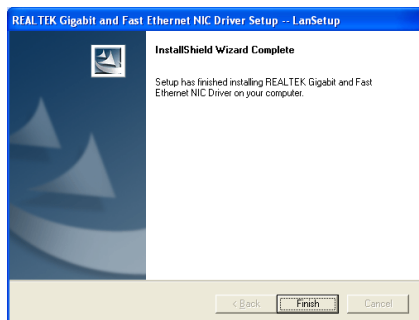 REALTEK Gigabit and Fast Ethernet NIC Driver Setup -- LanSetup
InstallShield Wizard Complete
Setup has finished installing REALTEK Gigabit and Fast
Ethernet NIC Driver on your computer.
< Back Finish Cancel